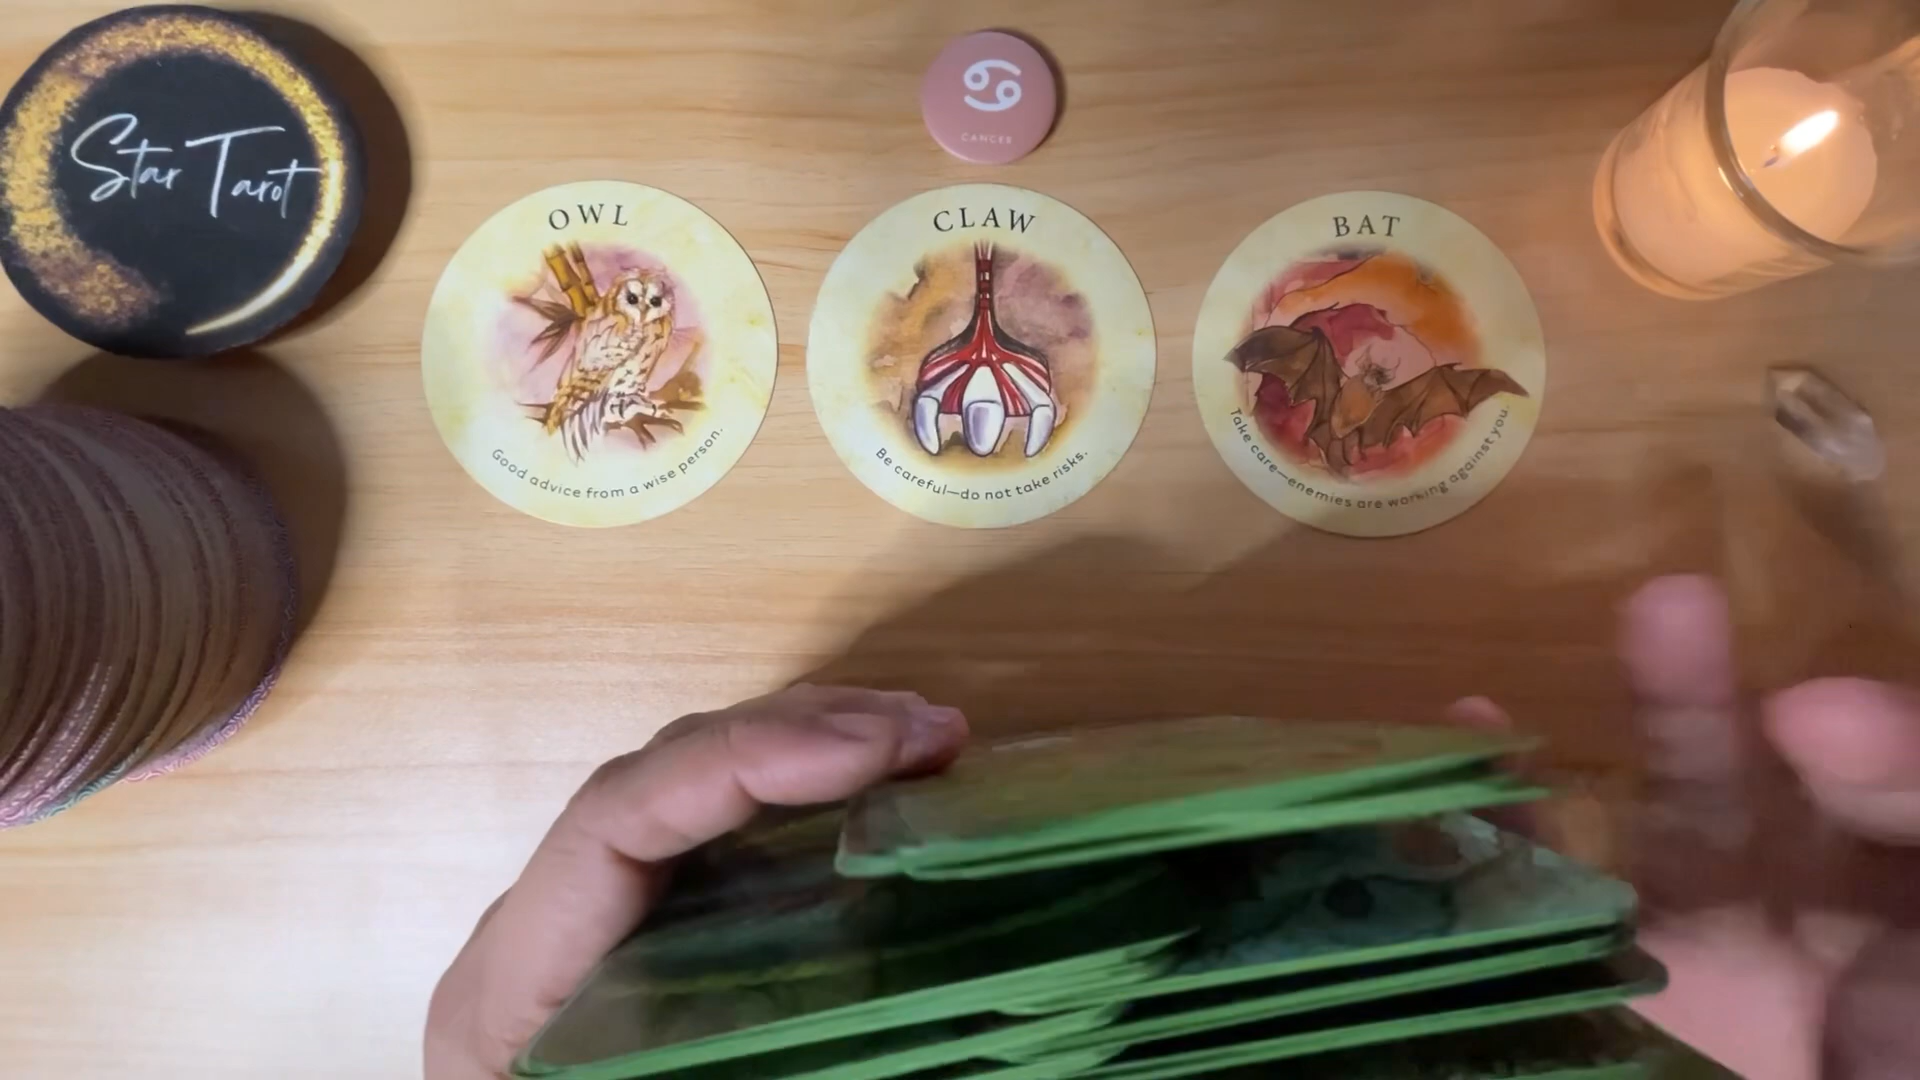 Star Tarot
CANCER
OWL
Good advice from a wise person.
CLAW
Be careful—do not take risks.
BAT
Take care—enemies are working against you.